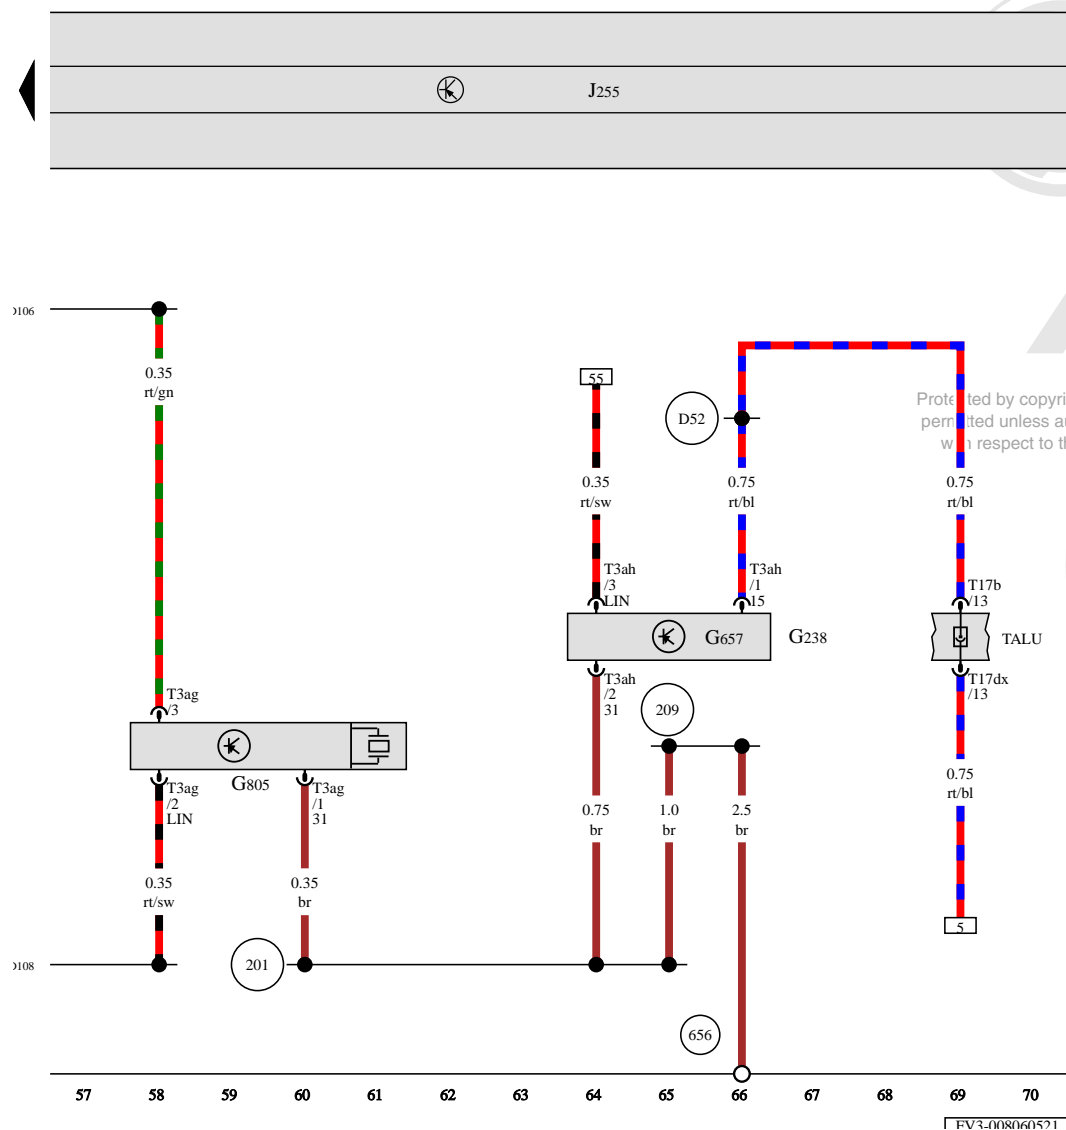 J255
0.35
rt/gn
55
D52
0.35
rt/sw
0.75
rt/bl
0.75
rt/bl
T3ah
/3
LIN
T3ah
/1
15
T17b
/13
G657
G238
TALU
T3ah
/2
31
T17dx
/13
T3ag
/3
209
G805
T3ag
/2
LIN
T3ag
/1
31
0.75
br
1.0
br
2.5
br
0.75
rt/bl
0.35
rt/sw
0.35
br
5
201
656
57 58 59 60 61 62 63 64 65 66 67 68 69 70
FV3-008060521